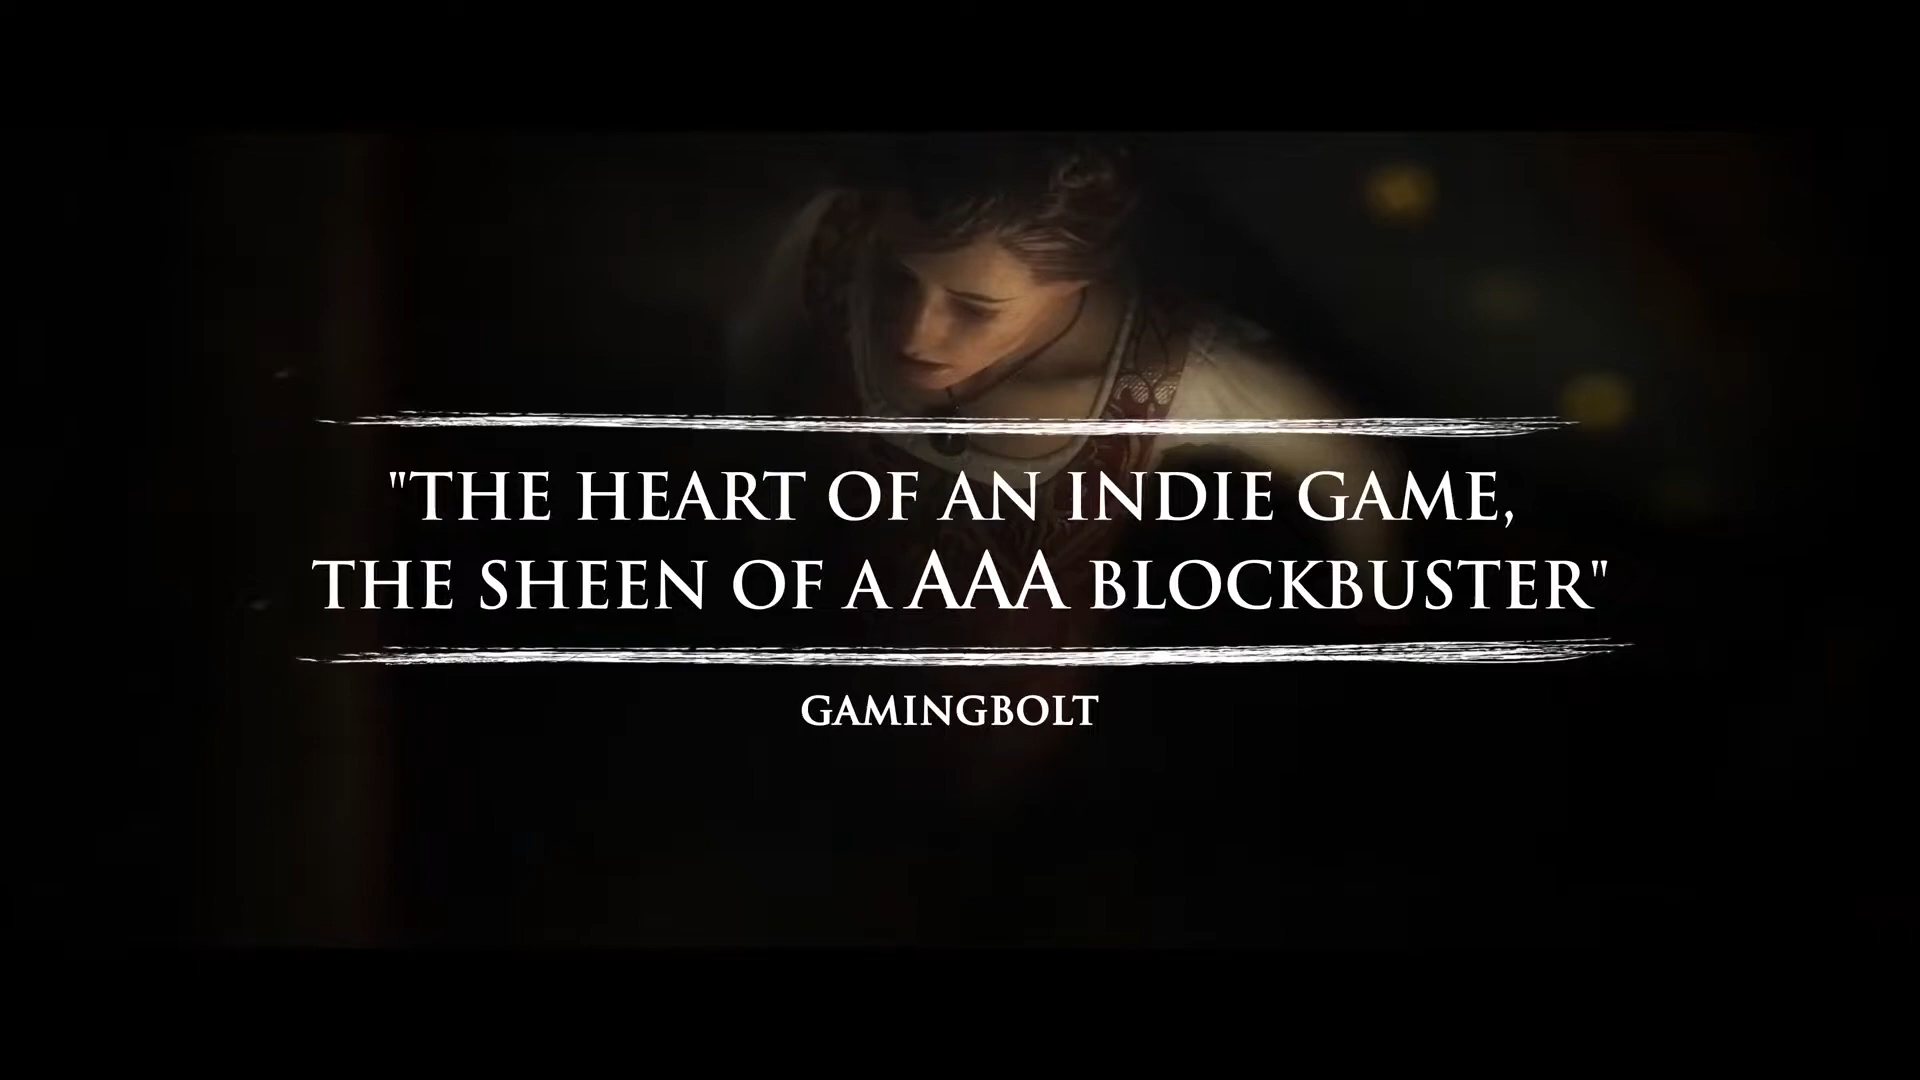 "THE HEART OF AN INDIE GAME,
THE SHEEN OF A AAA BLOCKBUSTER"
GAMINGBOLT